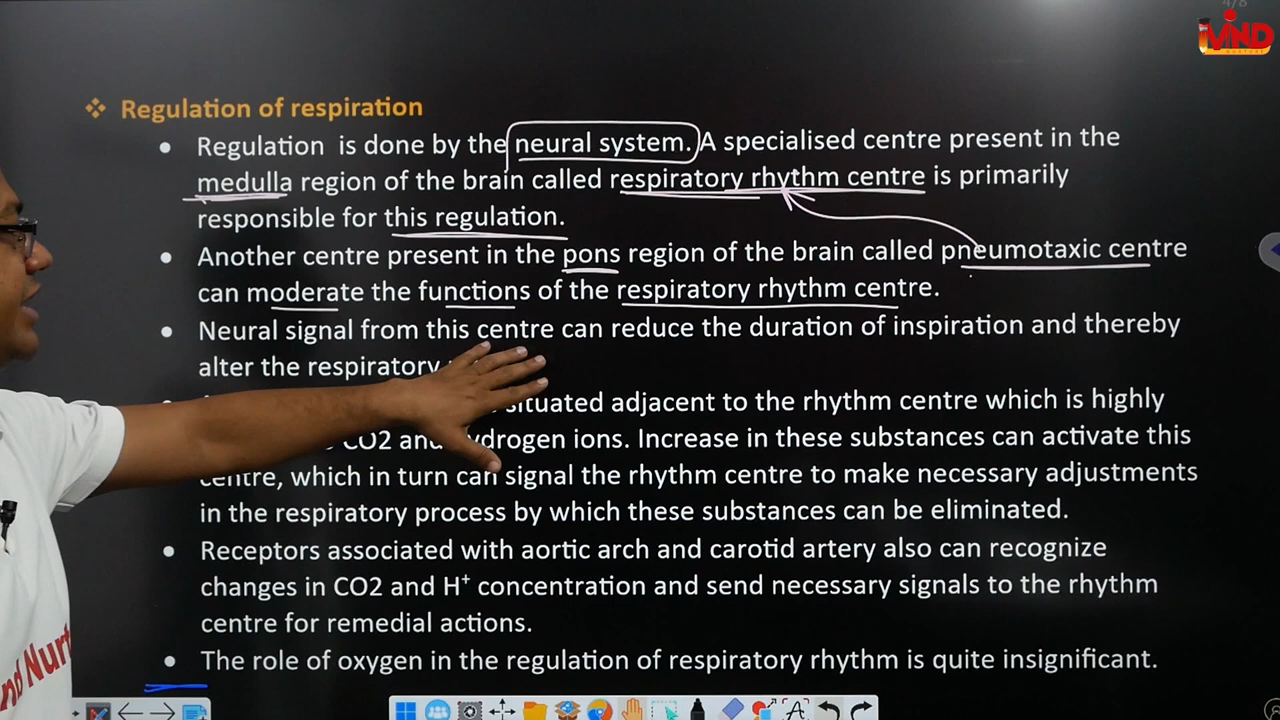 4/8
iMIND
NURTURE
❖ Regulation of respiration
• Regulation is done by the neural system. A specialised centre present in the
medulla region of the brain called respiratory rhythm centre is primarily
responsible for this regulation.
• Another centre present in the pons region of the brain called pneumotaxic centre
can moderate the functions of the respiratory rhythm centre.
• Neural signal from this centre can reduce the duration of inspiration and thereby
alter the respiratory
situated adjacent to the rhythm centre which is highly
CO2 and hydrogen ions. Increase in these substances can activate this
centre, which in turn can signal the rhythm centre to make necessary adjustments
in the respiratory process by which these substances can be eliminated.
• Receptors associated with aortic arch and carotid artery also can recognize
changes in CO2 and H⁺ concentration and send necessary signals to the rhythm
centre for remedial actions.
• The role of oxygen in the regulation of respiratory rhythm is quite insignificant.
nd Nurt